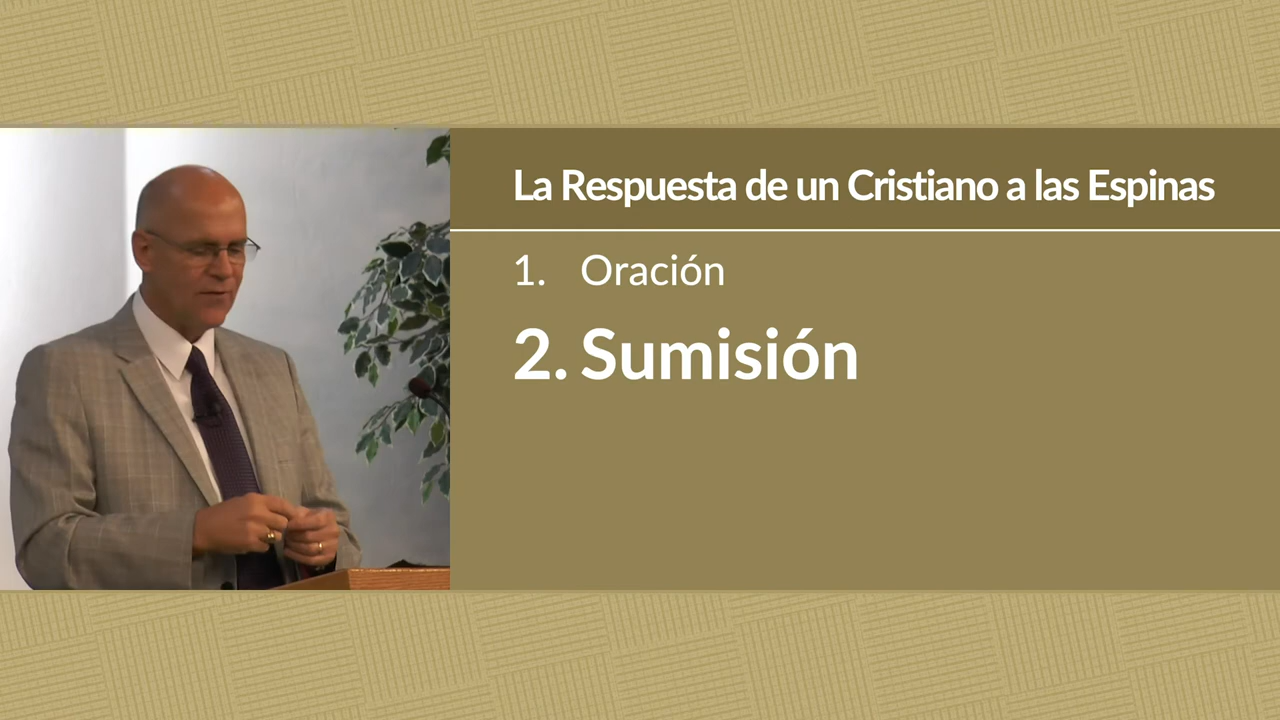 La Respuesta de un Cristiano a las Espinas
1. Oración
2. Sumisión